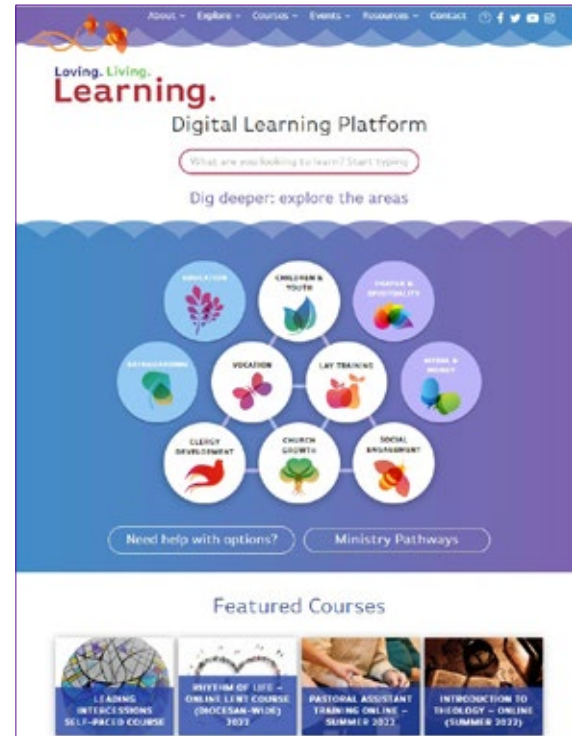 About Explore Courses Events Resources Contact
Loving. Living.
Learning.
Digital Learning Platform
What are you looking to learn? Start typing
Dig deeper: explore the areas
EDUCATION
CHILDREN &
YOUTH
PRAYER &
SPIRITUALITY
SAFEGUARDING
VOCATION
LAY TRAINING
MONEY
CLERGY
DEVELOPMENT
CHURCH
GROWTH
SOCIAL
ENGAGEMENT
Need help with options?
Ministry Pathways
Featured Courses
LEADING
INTERCESSIONS
SELF-PACED COURSE
RHYTHM OF LIFE –
ONLINE LENT COURSE
(DIOCESAN-WIDE)
2022
PASTORAL ASSISTANT
TRAINING ONLINE –
SUMMER 2022
INTRODUCTION TO
THEOLOGY – ONLINE
(SUMMER 2022)